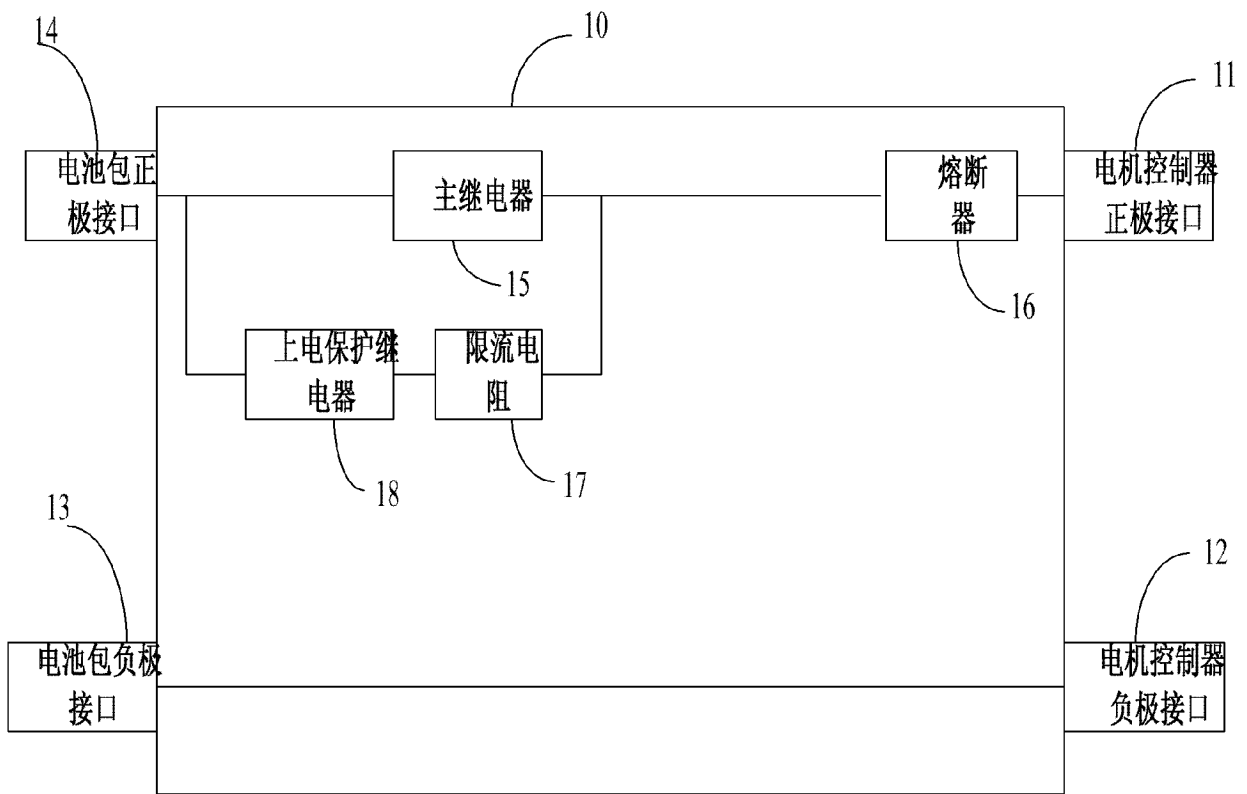 14
10
11
电池包正
极接口
主继电器
熔断
器
电机控制器
正极接口
15
16
上电保护继
电器
限流电
阻
18
17
13
12
电池包负极
接口
电机控制器
负极接口